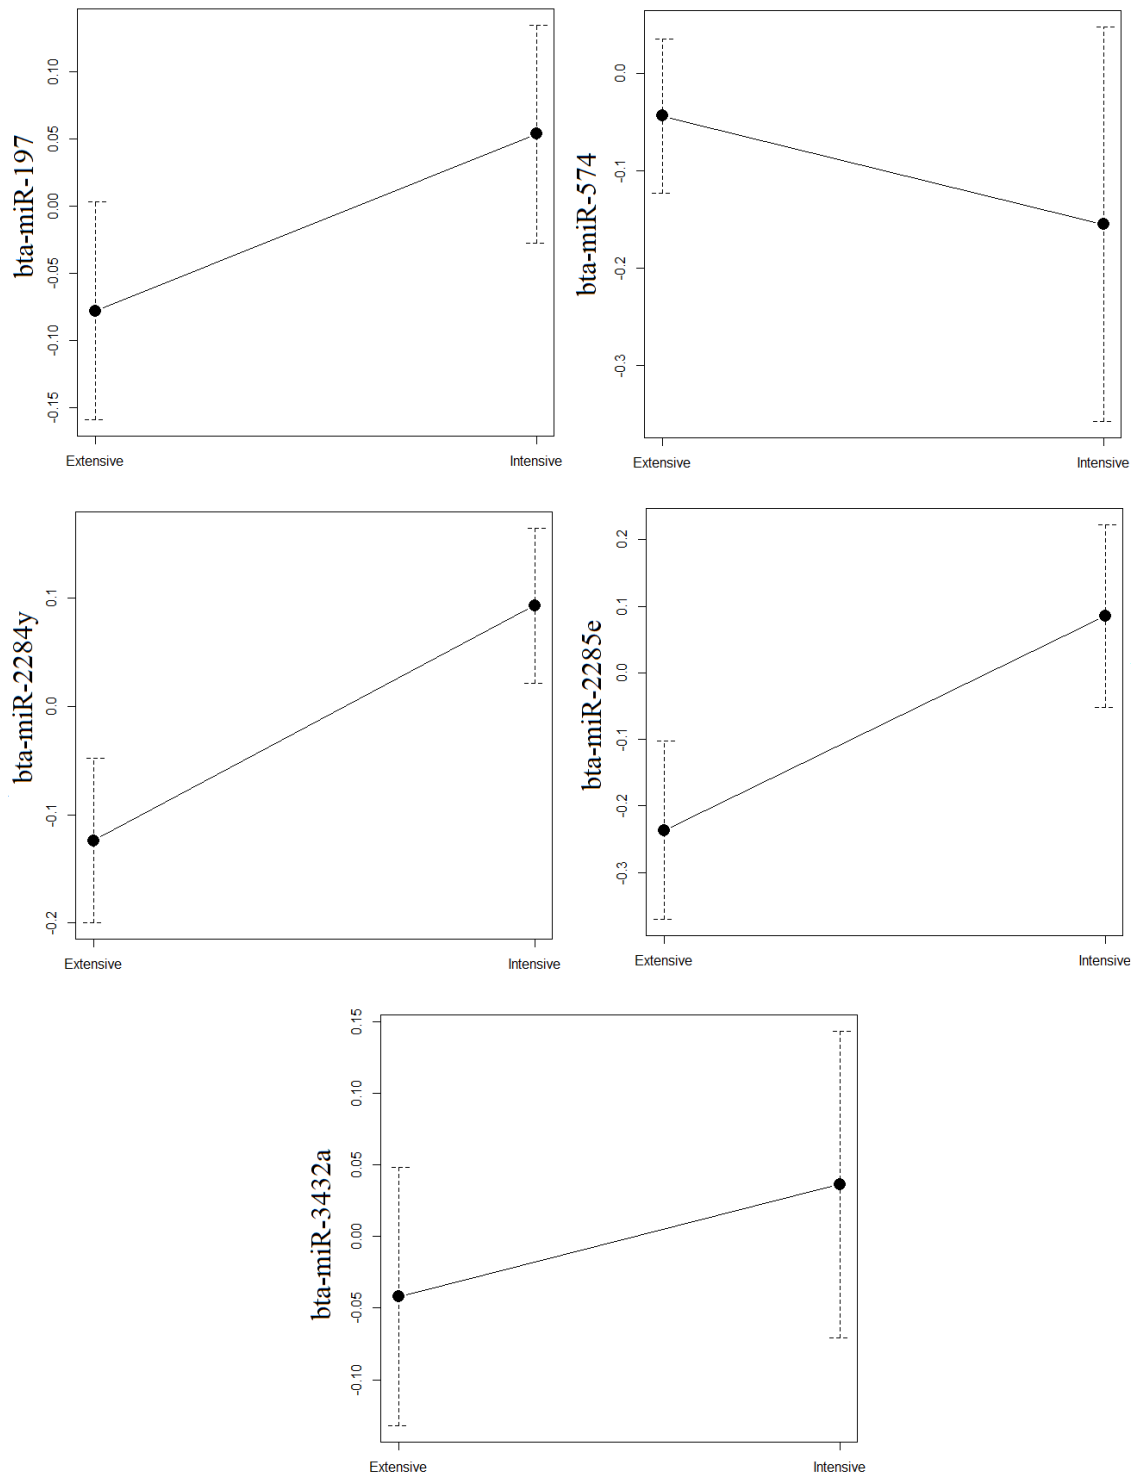 bta-miR-197
0.10
0.05
0.00
-0.05
-0.10
-0.15
Extensive
Intensive
bta-miR-574
0.0
-0.1
-0.2
-0.3
Extensive
Intensive
bta-miR-2284y
0.1
0.0
-0.1
-0.2
Extensive
Intensive
bta-miR-2285e
0.2
0.1
0.0
-0.1
-0.2
-0.3
Extensive
Intensive
bta-miR-3432a
0.15
0.10
0.05
0.00
-0.05
-0.10
Extensive
Intensive